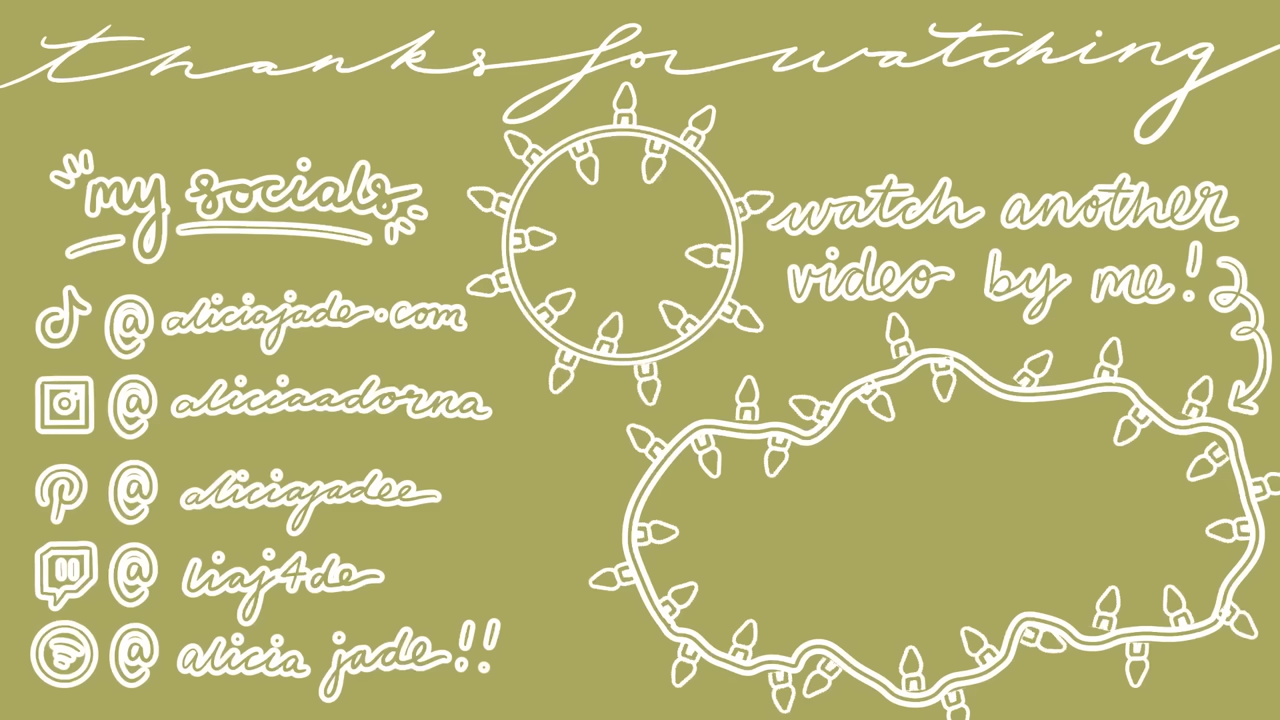 thanks for watching
my socials
@aliciajade.com
@aliciaadorna
@aliciajadee
@liaj4de
@alicia jade!!
watch another
video by me!